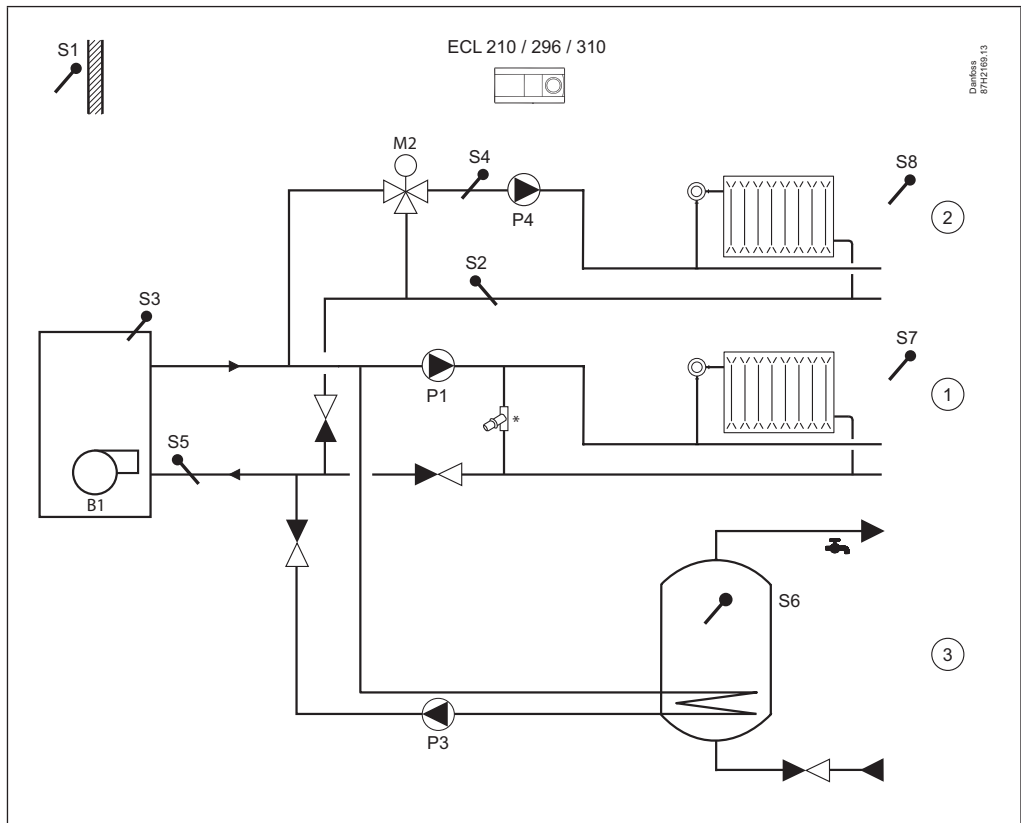 S1
ECL 210 / 296 / 310
Danfoss
87H2169.13
M2
S4
S8
P4
2
S2
S3
S7
P1
*
1
S5
B1
S6
3
P3